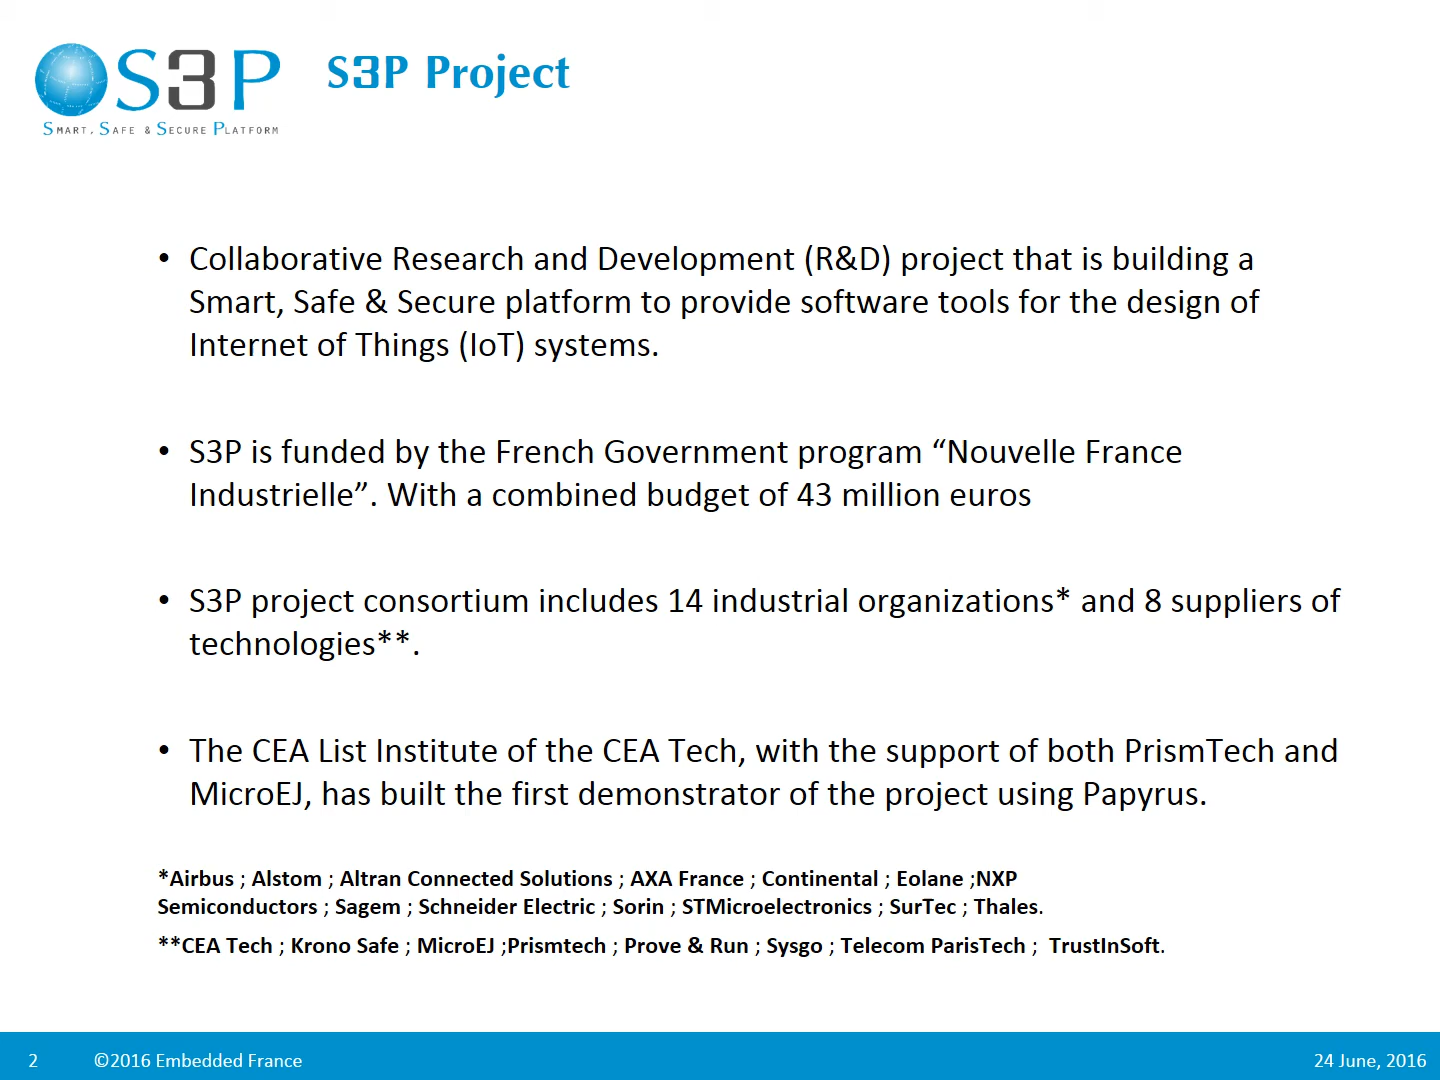 S3P
SMART, SAFE & SECURE PLATFORM
S3P Project
• Collaborative Research and Development (R&D) project that is building a
Smart, Safe & Secure platform to provide software tools for the design of
Internet of Things (IoT) systems.
• S3P is funded by the French Government program “Nouvelle France
Industrielle”. With a combined budget of 43 million euros
• S3P project consortium includes 14 industrial organizations* and 8 suppliers of
technologies**.
• The CEA List Institute of the CEA Tech, with the support of both PrismTech and
MicroEJ, has built the first demonstrator of the project using Papyrus.
*Airbus ; Alstom ; Altran Connected Solutions ; AXA France ; Continental ; Eolane ;NXP
Semiconductors ; Sagem ; Schneider Electric ; Sorin ; STMicroelectronics ; SurTec ; Thales.
**CEA Tech ; Krono Safe ; MicroEJ ;Prismtech ; Prove & Run ; Sysgo ; Telecom ParisTech ; TrustInSoft.
2 ©2016 Embedded France 24 June, 2016